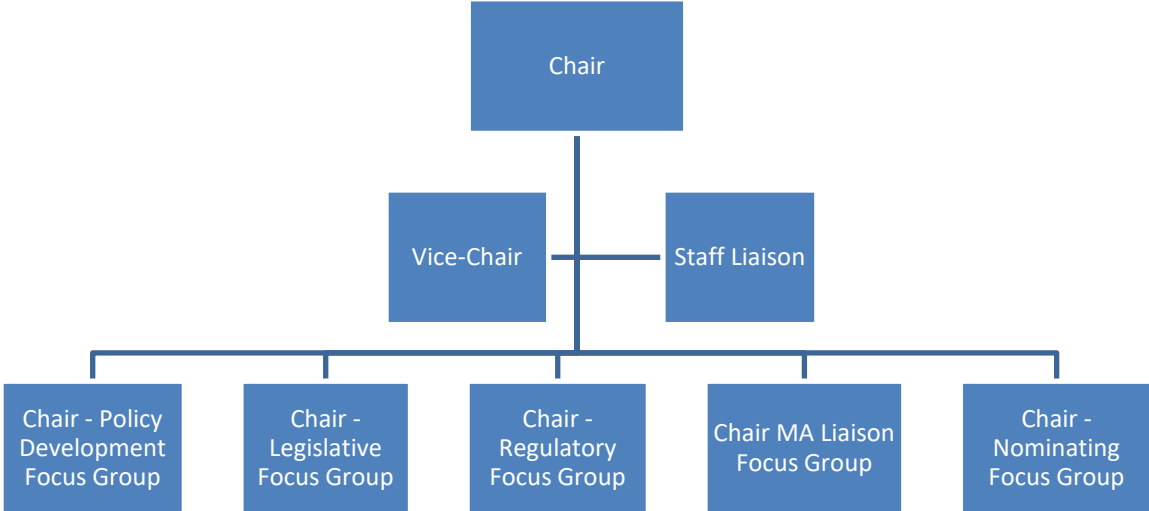 Chair
Vice-Chair
Staff Liaison
Chair - Policy
Development
Focus Group
Chair -
Legislative
Focus Group
Chair -
Regulatory
Focus Group
Chair MA Liaison
Focus Group
Chair -
Nominating
Focus Group